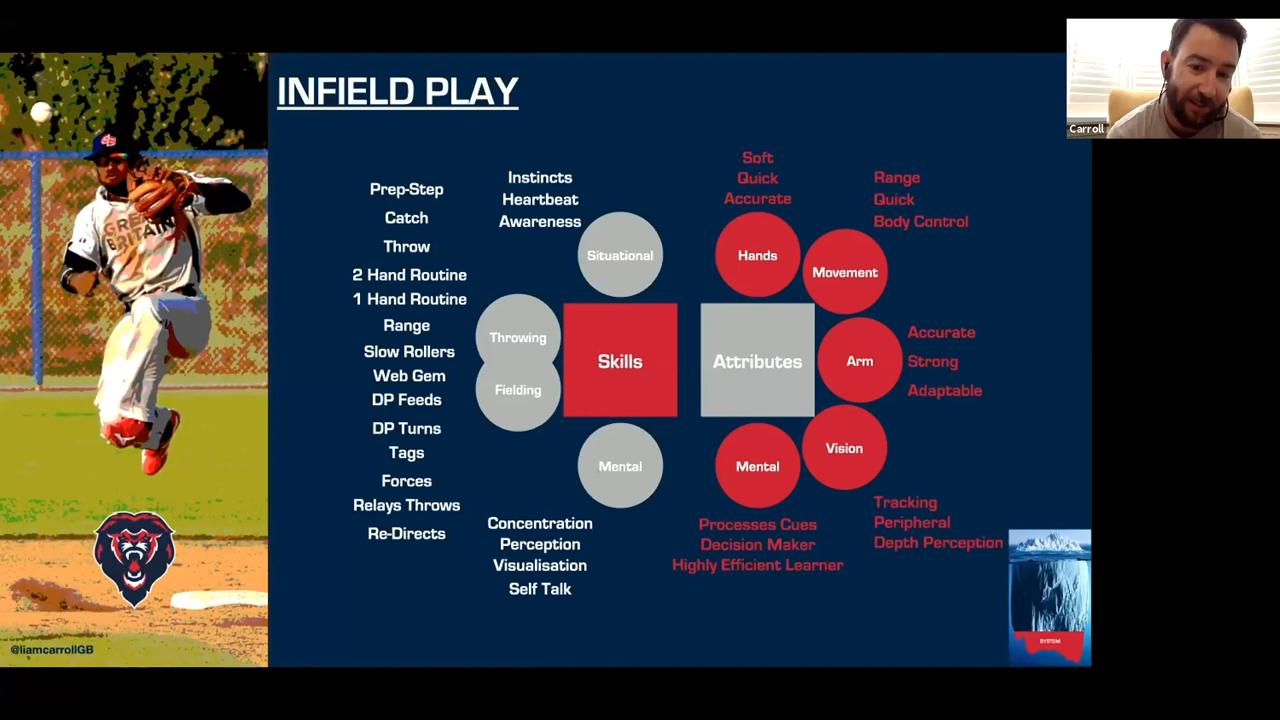 INFIELD PLAY
Carroll
GREAT
BRITAIN
Prep-Step
Catch
Throw
2 Hand Routine
1 Hand Routine
Range
Slow Rollers
Web Gem
DP Feeds
DP Turns
Tags
Forces
Relays Throws
Re-Directs
Instincts
Heartbeat
Awareness
Situational
Throwing
Fielding
Skills
Mental
Concentration
Perception
Visualisation
Self Talk
Soft
Quick
Accurate
Hands
Range
Quick
Body Control
Movement
Attributes
Arm
Accurate
Strong
Adaptable
Vision
Tracking
Peripheral
Depth Perception
Mental
Processes Cues
Decision Maker
Highly Efficient Learner
SYSTEM
@liamcarrollGB